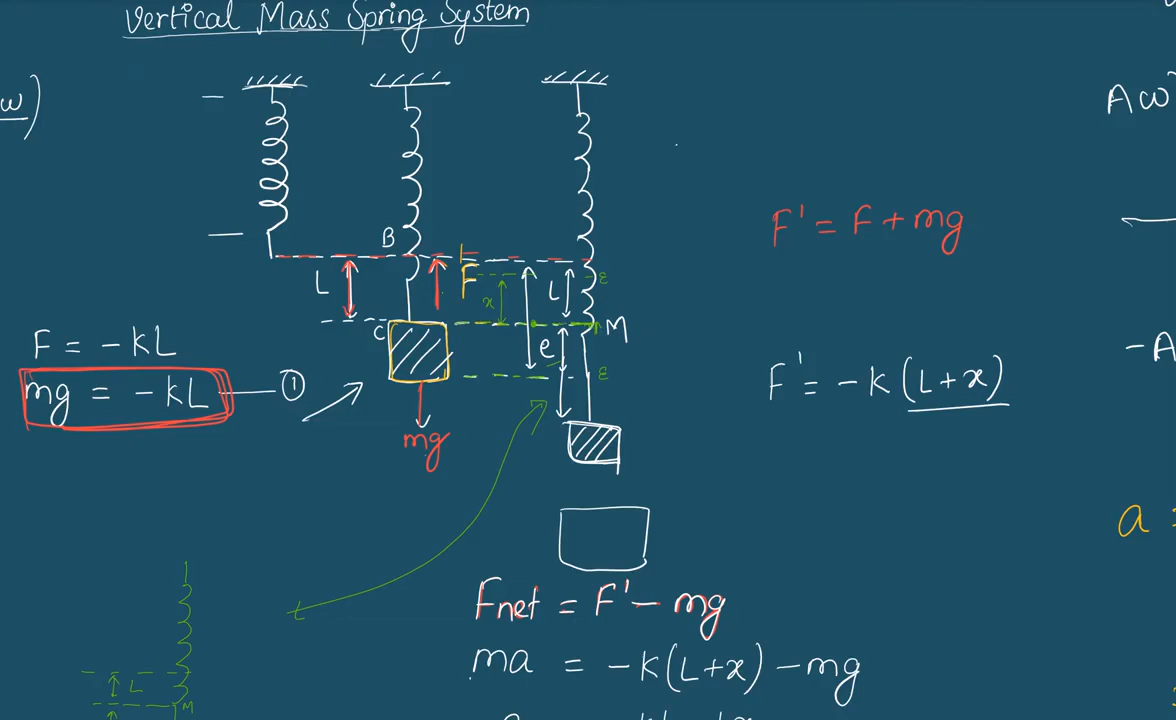 Vertical Mass Spring System
ω)
Aω
B
L
F
x
L
ε
F' = F + mg
C
M
e
F = -kL
mg = -kL
①
ε
F' = -k (L+x)
-A
mg
a =
Fnet = F' - mg
ma = -k(L+x) - mg
L
M